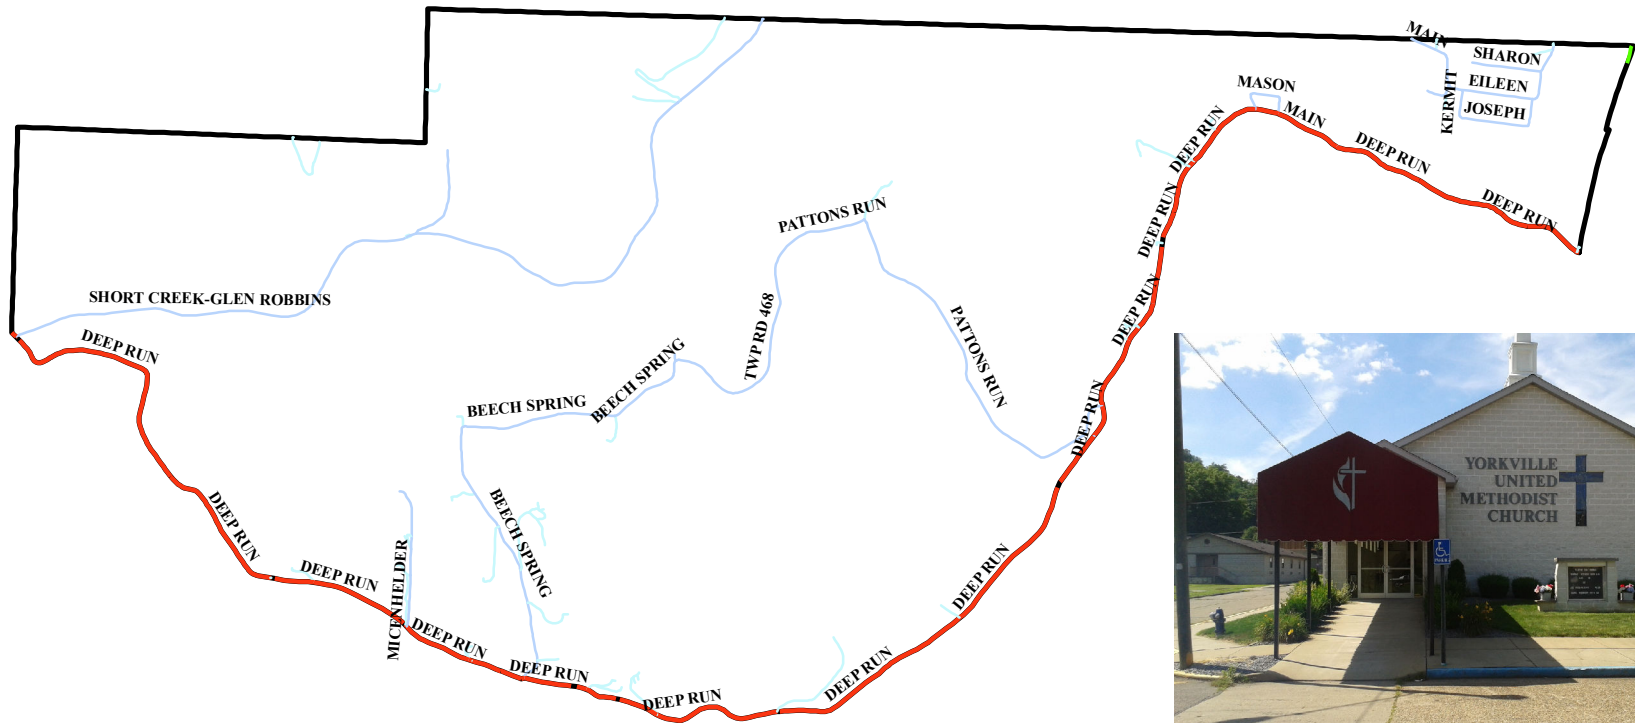 MAIN
SHARON
EILEEN
JOSEPH
KERMIT
MASON
MAIN
DEEP RUN
DEEP RUN
DEEP RUN
DEEP RUN
DEEP RUN
DEEP RUN
PATTONS RUN
PATTONS RUN
TWP RD 468
SHORT CREEK-GLEN ROBBINS
DEEP RUN
BEECH SPRING
BEECH SPRING
BEECH SPRING
DEEP RUN
DEEP RUN
MICENHELDER
DEEP RUN
DEEP RUN
DEEP RUN
DEEP RUN
DEEP RUN
DEEP RUN
YORKVILLE
UNITED
METHODIST
CHURCH